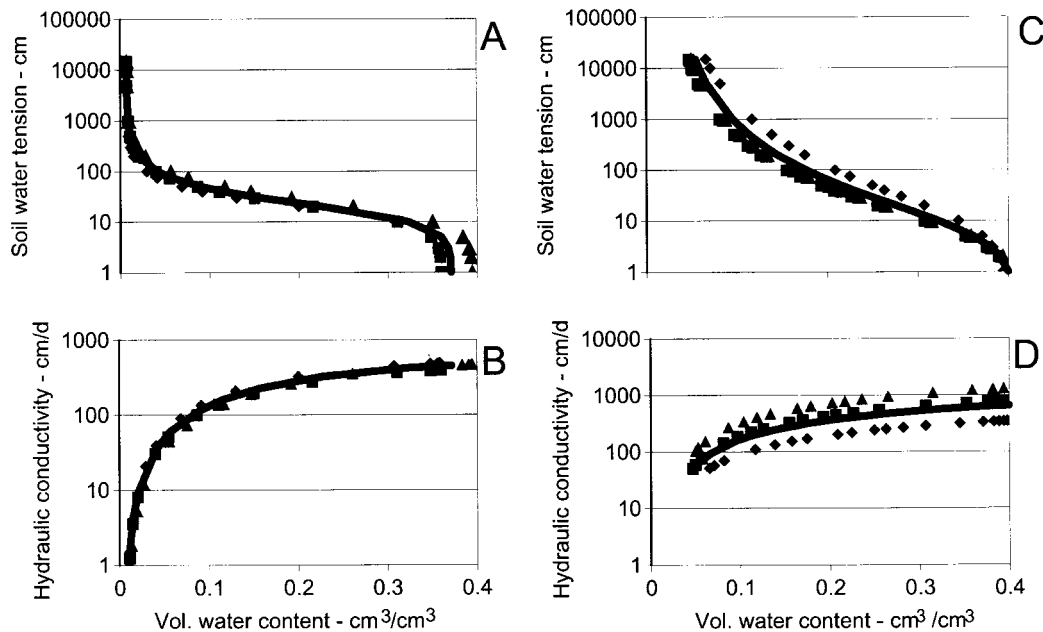 A
Soil water tension - cm
100000
10000
1000
100
10
1
C
Soil water tension - cm
100000
10000
1000
100
10
1
B
Hydraulic conductivity - cm/d
1000
100
10
1
0 0.1 0.2 0.3 0.4
Vol. water content - cm³/cm³
D
Hydraulic conductivity - cm/d
10000
1000
100
10
1
0 0.1 0.2 0.3 0.4
Vol. water content - cm³ /cm³